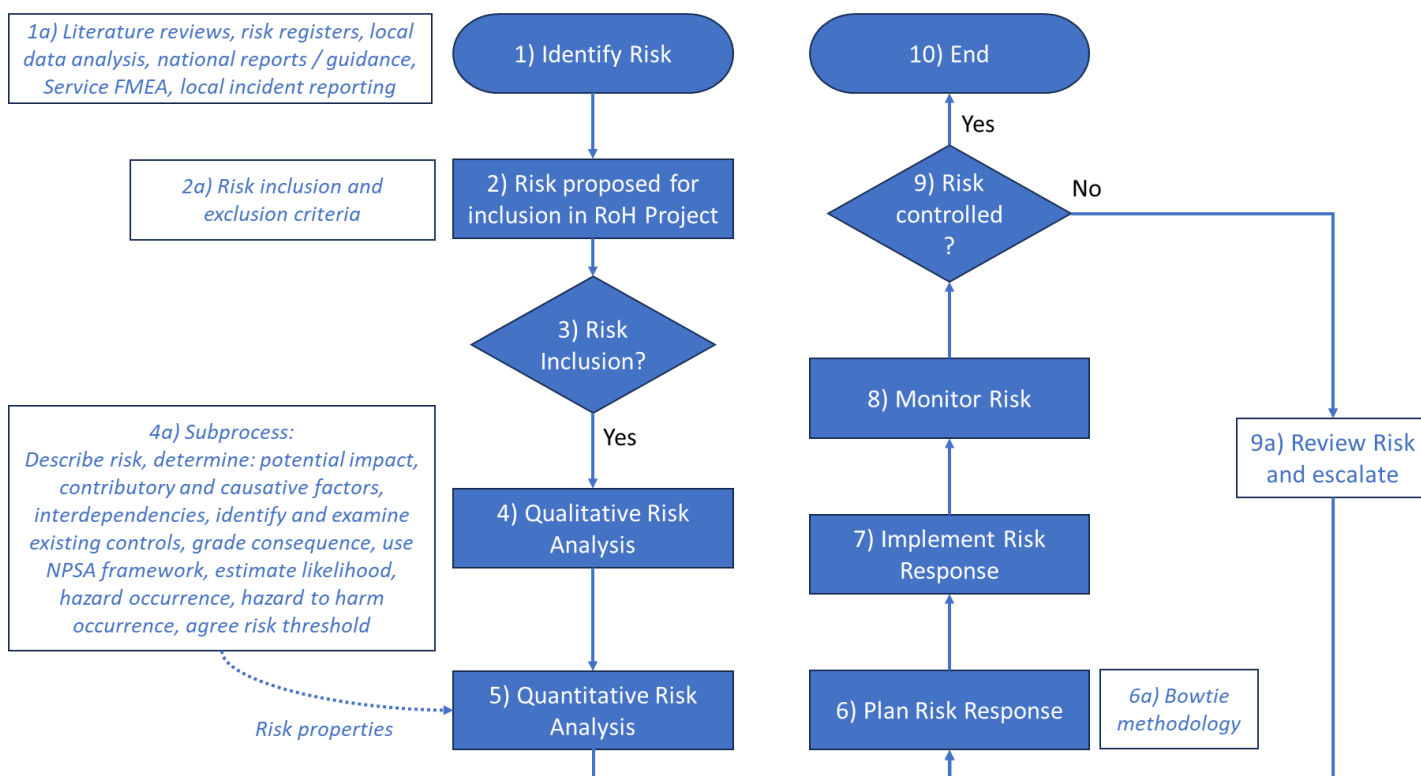 1a) Literature reviews, risk registers, local
data analysis, national reports / guidance,
Service FMEA, local incident reporting
1) Identify Risk
2a) Risk inclusion and
exclusion criteria
2) Risk proposed for
inclusion in RoH Project
3) Risk
Inclusion?
Yes
4a) Subprocess:
Describe risk, determine: potential impact,
contributory and causative factors,
interdependencies, identify and examine
existing controls, grade consequence, use
NPSA framework, estimate likelihood,
hazard occurrence, hazard to harm
occurrence, agree risk threshold
4) Qualitative Risk
Analysis
Risk properties
5) Quantitative Risk
Analysis
6) Plan Risk Response
6a) Bowtie
methodology
7) Implement Risk
Response
8) Monitor Risk
9) Risk
controlled
?
No
9a) Review Risk
and escalate
Yes
10) End